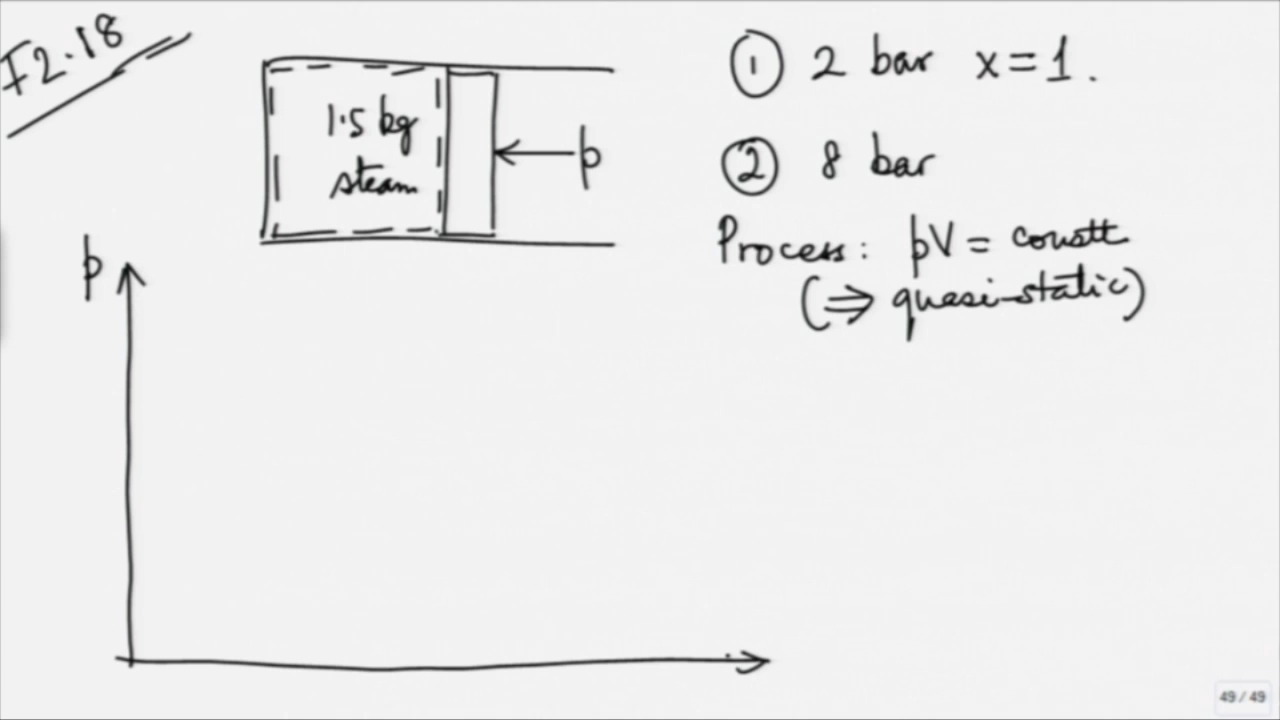 F2.18
1.5 kg
steam
p
① 2 bar x = 1.
② 8 bar
Process: pV = constt
(⇒ quasi-static)
p
49 / 49